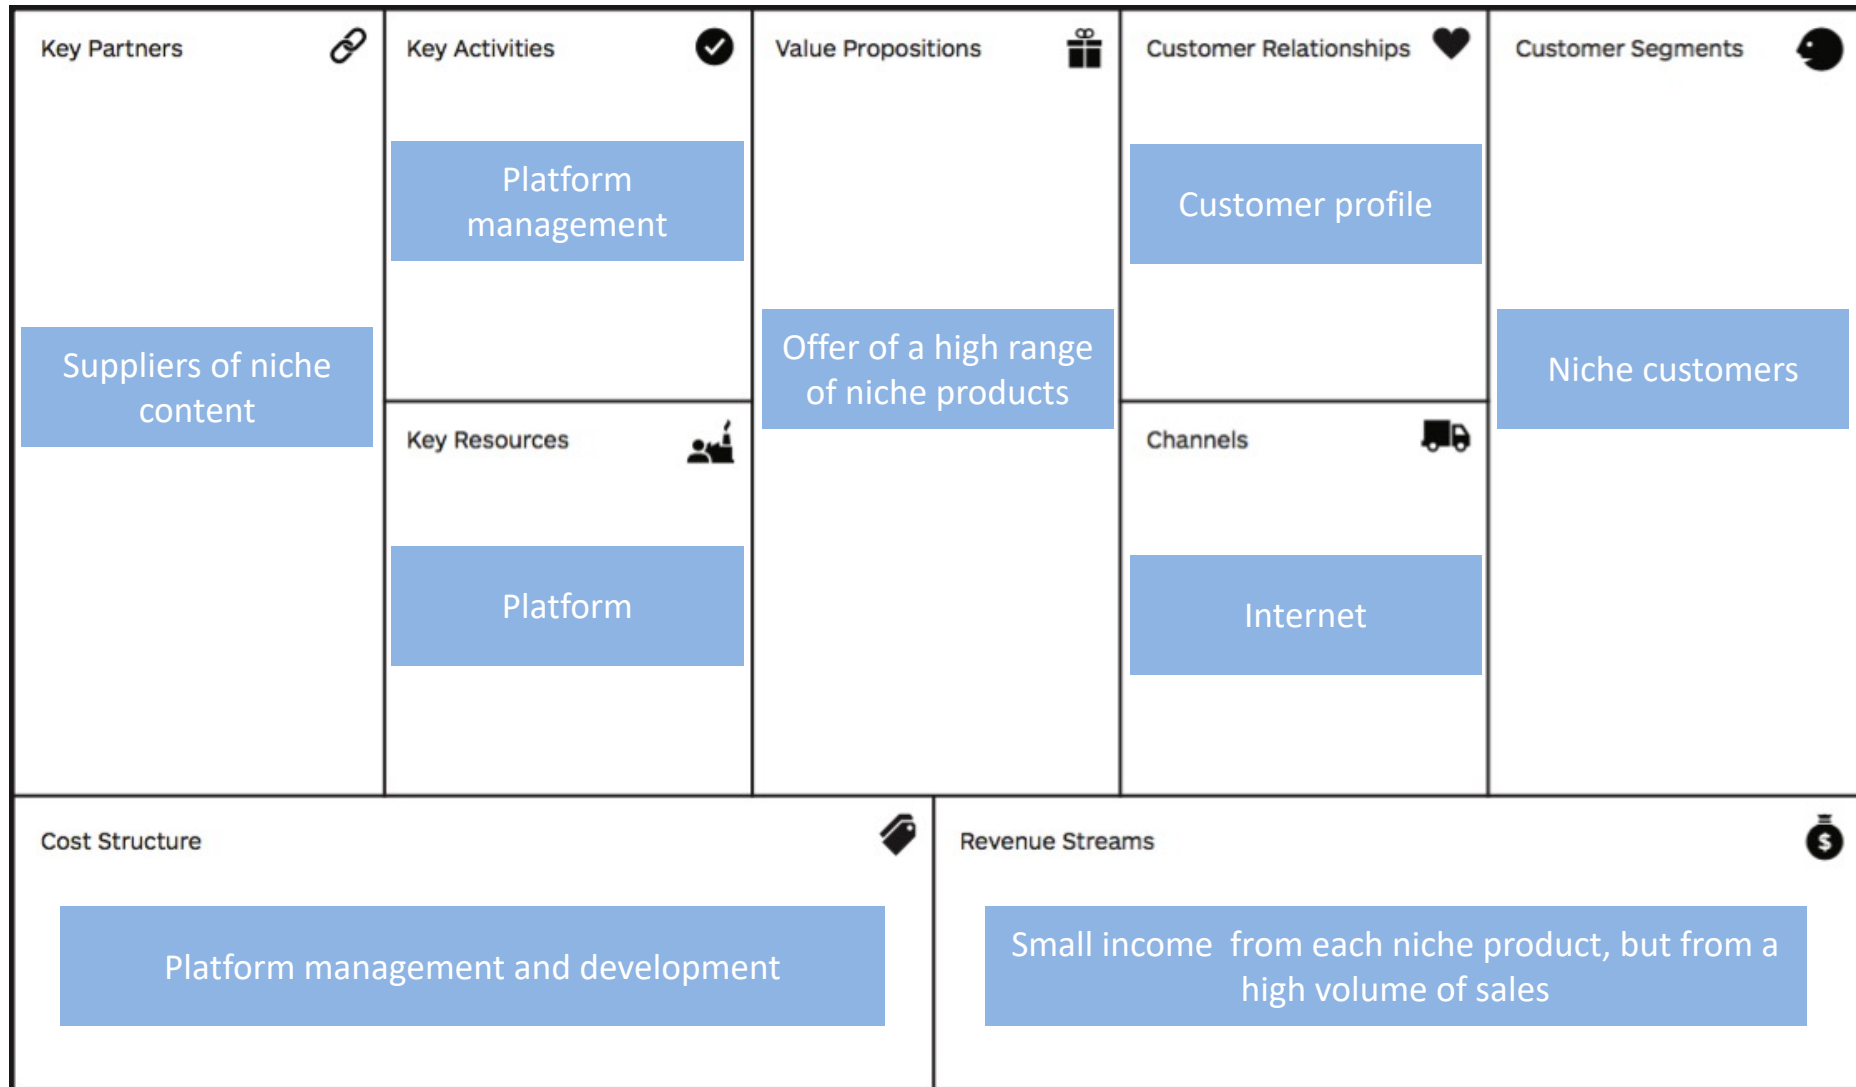 Key Partners
Suppliers of niche
content
Key Activities
Platform
management
Key Resources
Platform
Value Propositions
Offer of a high range
of niche products
Customer Relationships
Customer profile
Channels
Internet
Customer Segments
Niche customers
Cost Structure
Platform management and development
Revenue Streams
$
Small income  from each niche product, but from a
high volume of sales